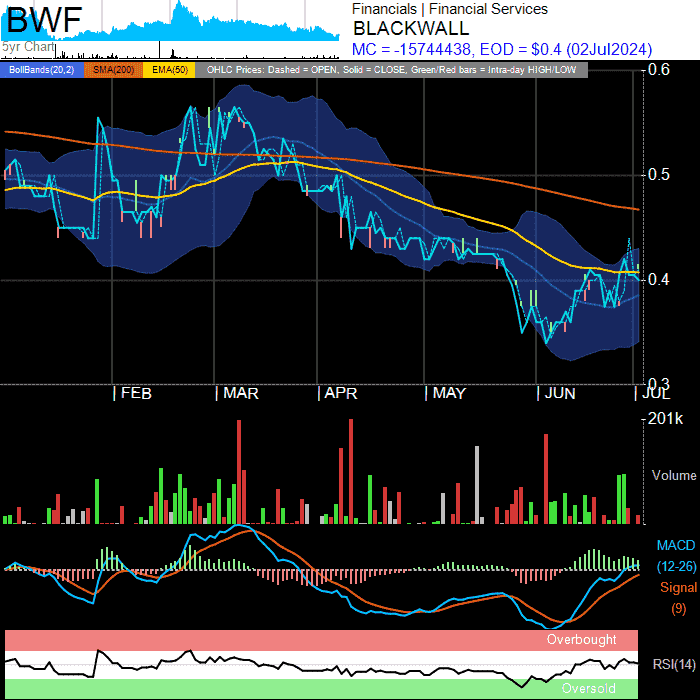 BWF
5yr Chart
Financials | Financial Services
BLACKWALL
MC = -15744438, EOD = $0.4 (02Jul2024)
BollBands(20,2) SMA(200) EMA(50) OHLC Prices: Dashed = OPEN, Solid = CLOSE, Green/Red bars = Intra-day HIGH/LOW
0.6
0.5
0.4
0.3
FEB MAR APR MAY JUN JUL
201k
Volume
MACD
(12-26)
Signal
(9)
Overbought
RSI(14)
Oversold